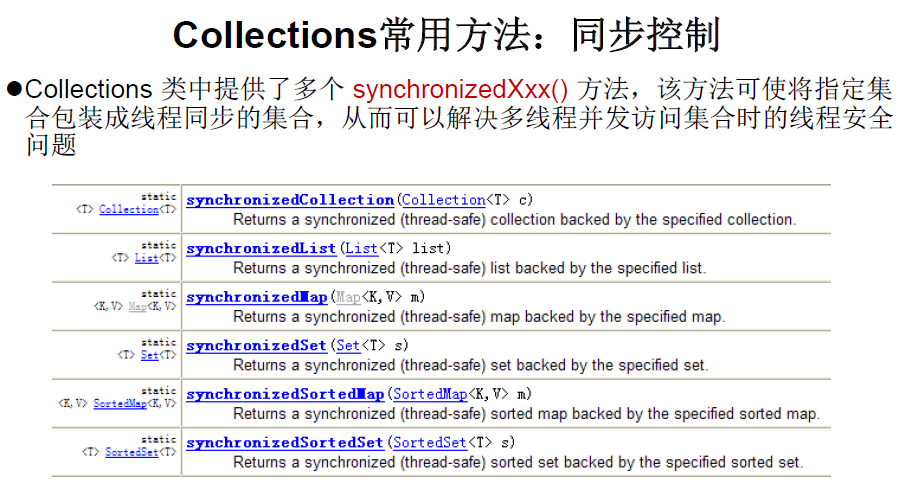 Collections常用方法：同步控制
●Collections 类中提供了多个 synchronizedXxx() 方法，该方法可使将指定集
合包装成线程同步的集合，从而可以解决多线程并发访问集合时的线程安全
问题
static
<T> Collection<T>
synchronizedCollection(Collection<T> c)
Returns a synchronized (thread-safe) collection backed by the specified collection.
static
<T> List<T>
synchronizedList(List<T> list)
Returns a synchronized (thread-safe) list backed by the specified list.
static
<K,V> Map<K,V>
synchronizedMap(Map<K,V> m)
Returns a synchronized (thread-safe) map backed by the specified map.
static
<T> Set<T>
synchronizedSet(Set<T> s)
Returns a synchronized (thread-safe) set backed by the specified set.
static
<K,V> SortedMap<K,V>
synchronizedSortedMap(SortedMap<K,V> m)
Returns a synchronized (thread-safe) sorted map backed by the specified sorted map.
static
<T> SortedSet<T>
synchronizedSortedSet(SortedSet<T> s)
Returns a synchronized (thread-safe) sorted set backed by the specified sorted set.